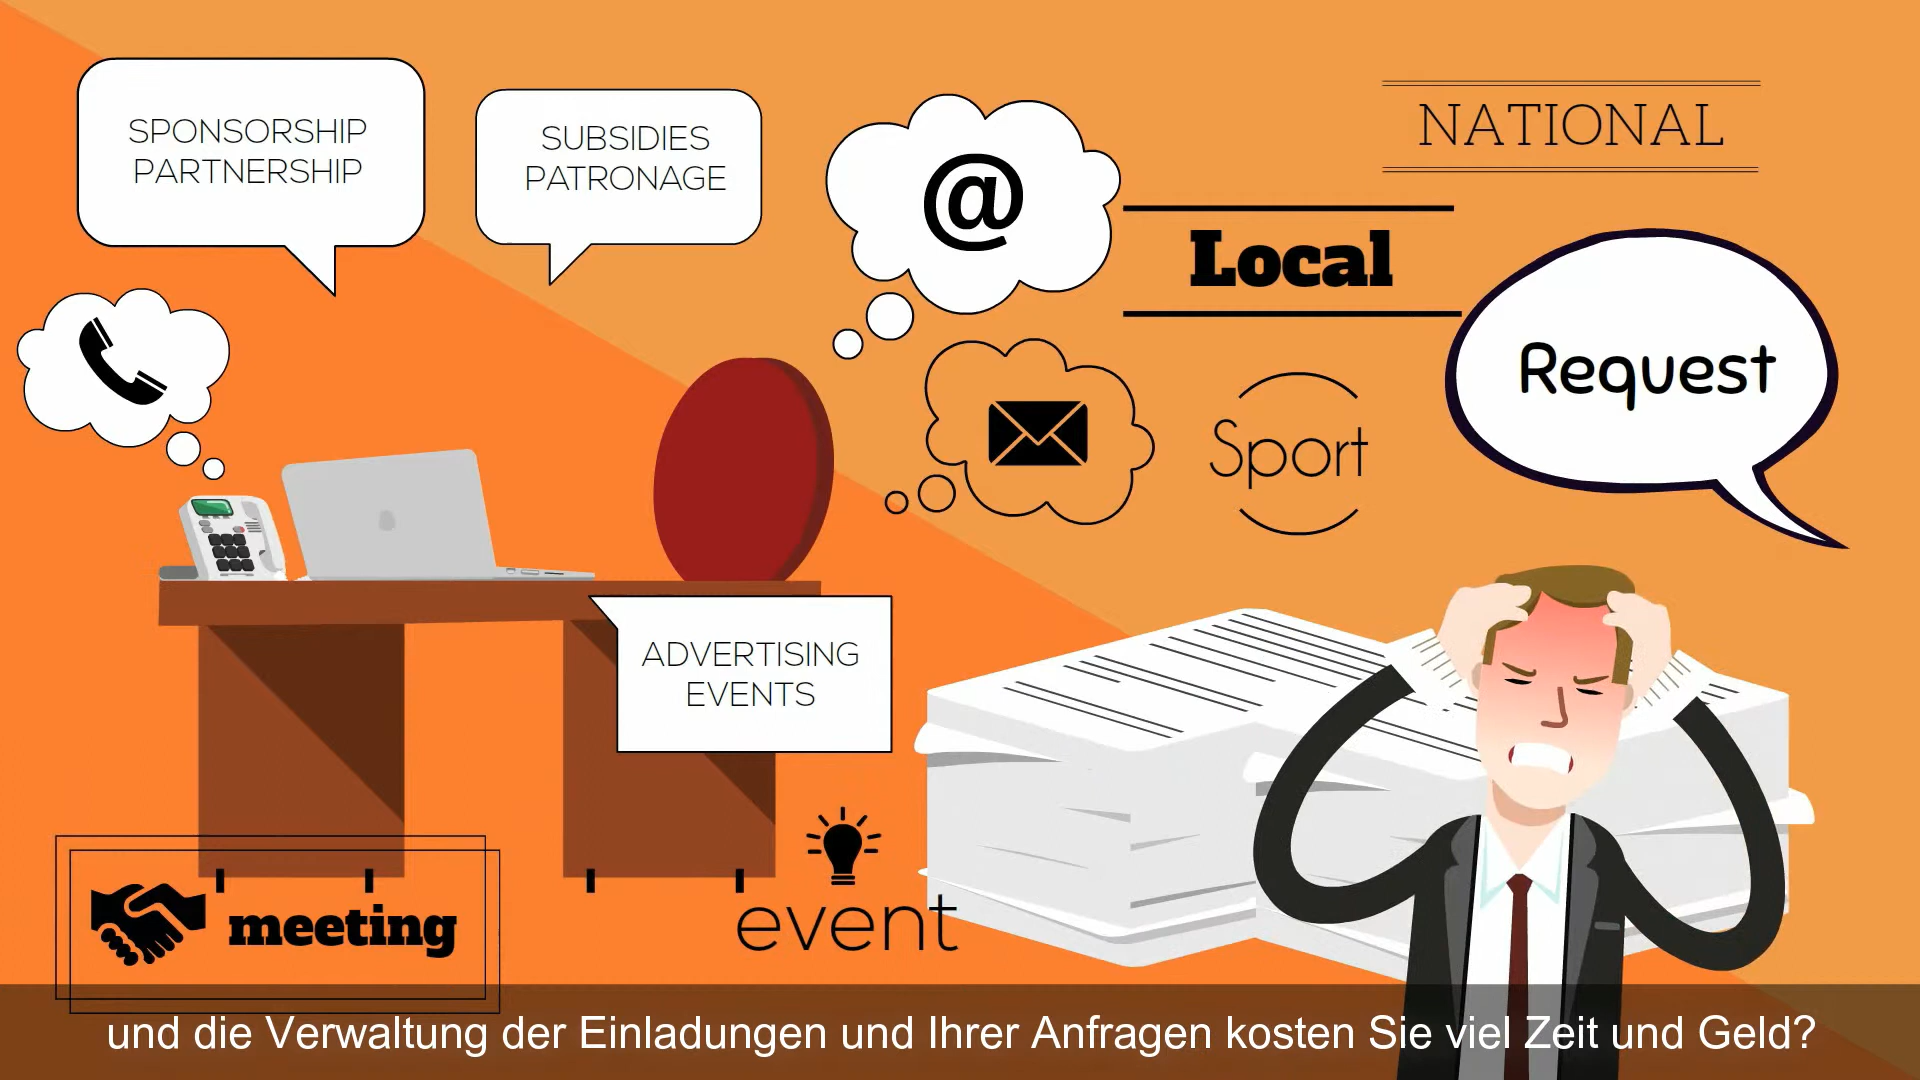 SPONSORSHIP
PARTNERSHIP
SUBSIDIES
PATRONAGE
@
NATIONAL
Local
Request
Sport
ADVERTISING
EVENTS
meeting
event
und die Verwaltung der Einladungen und Ihrer Anfragen kosten Sie viel Zeit und Geld?